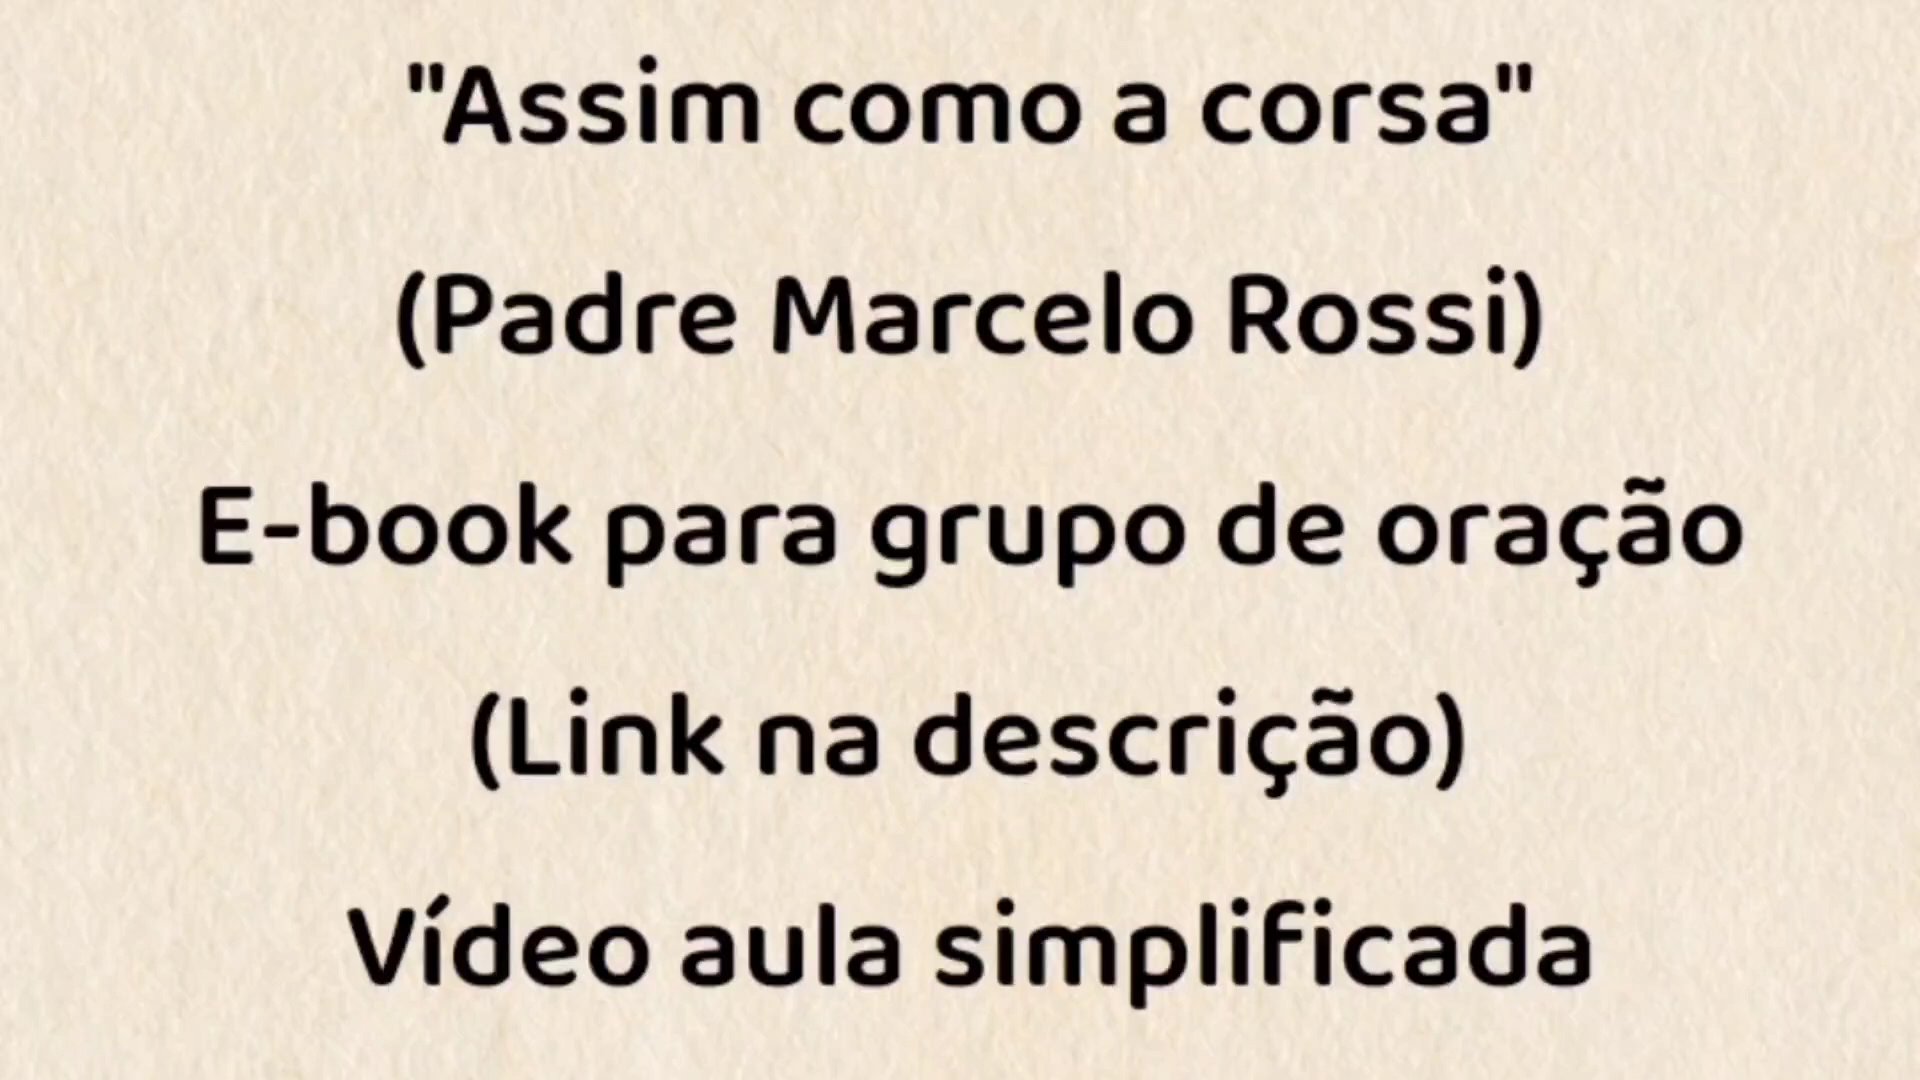 "Assim como a corsa"
(Padre Marcelo Rossi)
E-book para grupo de oração
(Link na descrição)
Vídeo aula simplificada